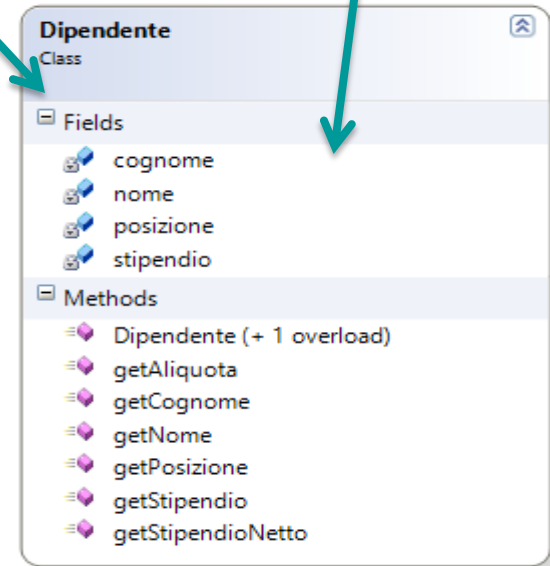 Dipendente
Class
Fields
cognome
nome
posizione
stipendio
Methods
Dipendente (+ 1 overload)
getAliquota
getCognome
getNome
getPosizione
getStipendio
getStipendioNetto